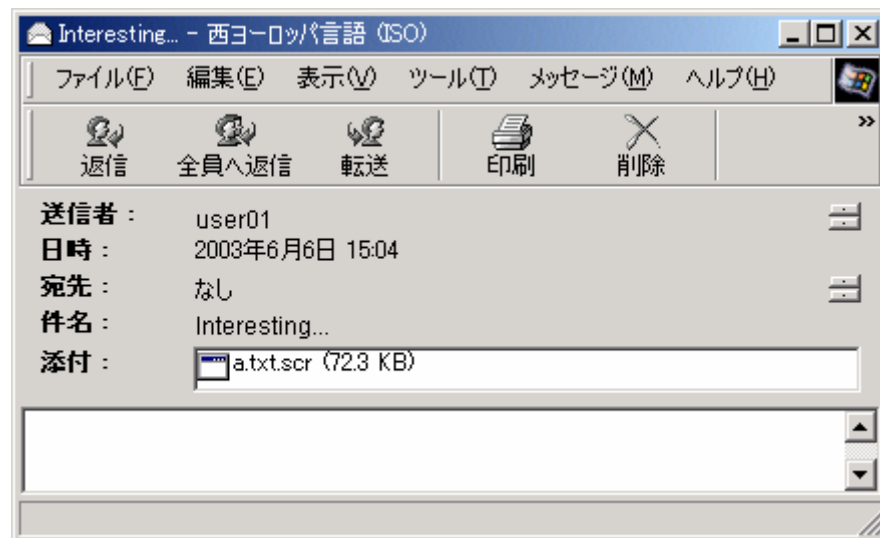 Interesting... - 西ヨーロッパ言語 (ISO)
ファイル(F) 編集(E) 表示(V) ツール(T) メッセージ(M) ヘルプ(H)
返信 全員へ返信 転送 印刷 削除 »
送信者 : user01
日時 : 2003年6月6日 15:04
宛先 : なし
件名 : Interesting...
添付 : a.txt.scr (72.3 KB)